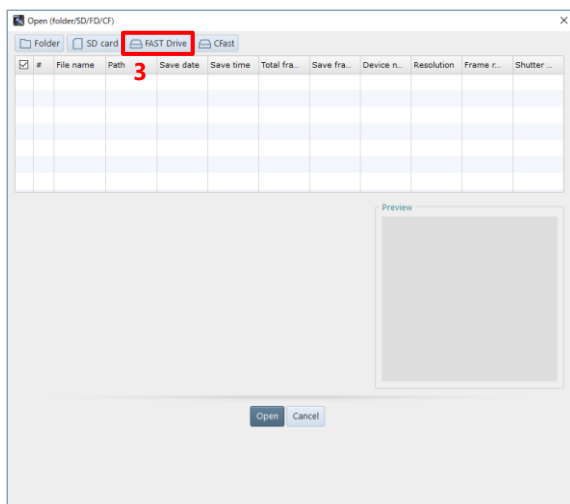 Open (folder/SD/FD/CF)
Folder SD card FAST Drive CFast
3
# File name Path Save date Save time Total fra... Save fra... Device n... Resolution Frame r... Shutter ...
Preview
Open Cancel